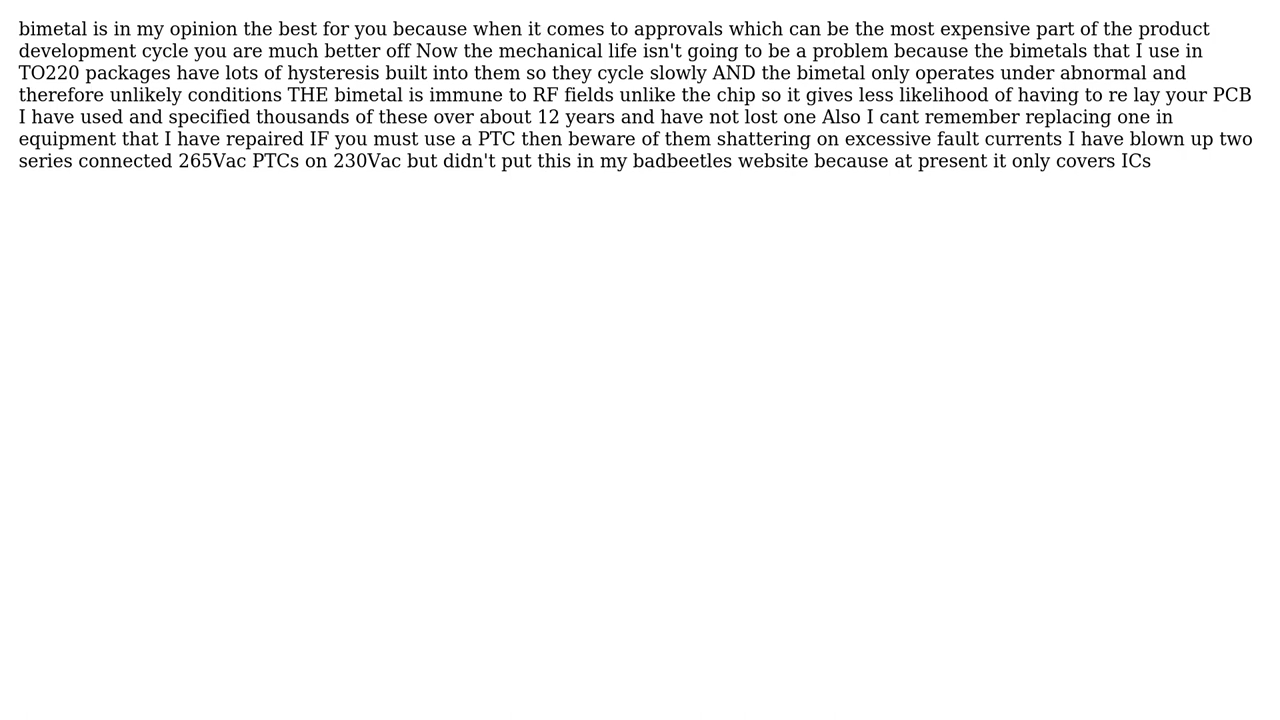 bimetal is in my opinion the best for you because when it comes to approvals which can be the most expensive part of the product
development cycle you are much better off Now the mechanical life isn't going to be a problem because the bimetals that I use in
TO220 packages have lots of hysteresis built into them so they cycle slowly AND the bimetal only operates under abnormal and
therefore unlikely conditions THE bimetal is immune to RF fields unlike the chip so it gives less likelihood of having to re lay your PCB
I have used and specified thousands of these over about 12 years and have not lost one Also I cant remember replacing one in
equipment that I have repaired IF you must use a PTC then beware of them shattering on excessive fault currents I have blown up two
series connected 265Vac PTCs on 230Vac but didn't put this in my badbeetles website because at present it only covers ICs